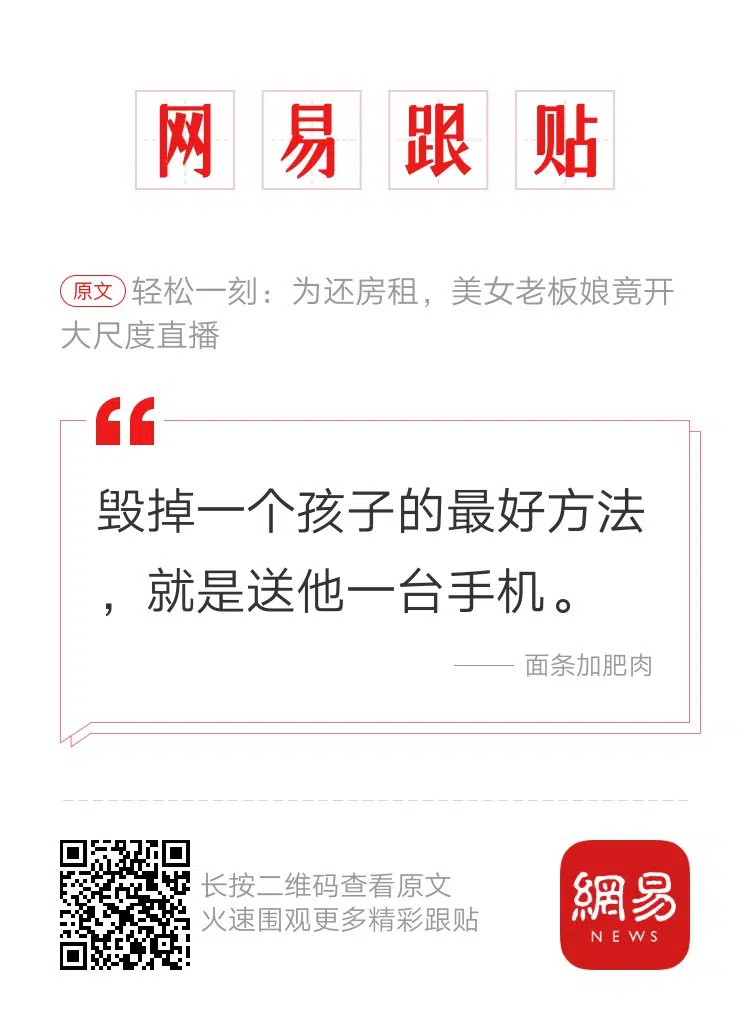 网易跟贴
原文 轻松一刻：为还房租，美女老板娘竟开
大尺度直播
毁掉一个孩子的最好方法
，就是送他一台手机。
—— 面条加肥肉
长按二维码查看原文
火速围观更多精彩跟贴
網易
NEWS